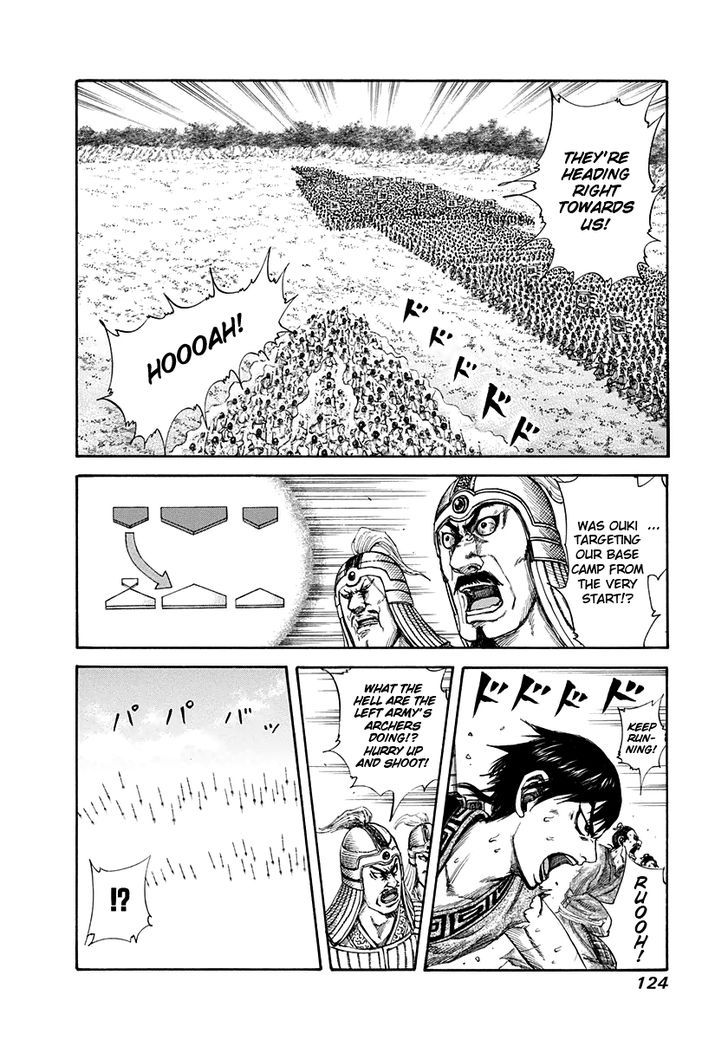 THEY'RE
HEADING
RIGHT
TOWARDS
US!
HOOOAH!
ドドドド
... WAS OUKI
TARGETING
OUR BASE
CAMP FROM
THE VERY
START!?
ドドドド
KEEP
RUN-
NING!
RUOOH!
WHAT THE
HELL ARE THE
LEFT ARMY'S
ARCHERS
DOING!?
HURRY UP
AND SHOOT!
パパパッ
!?
124